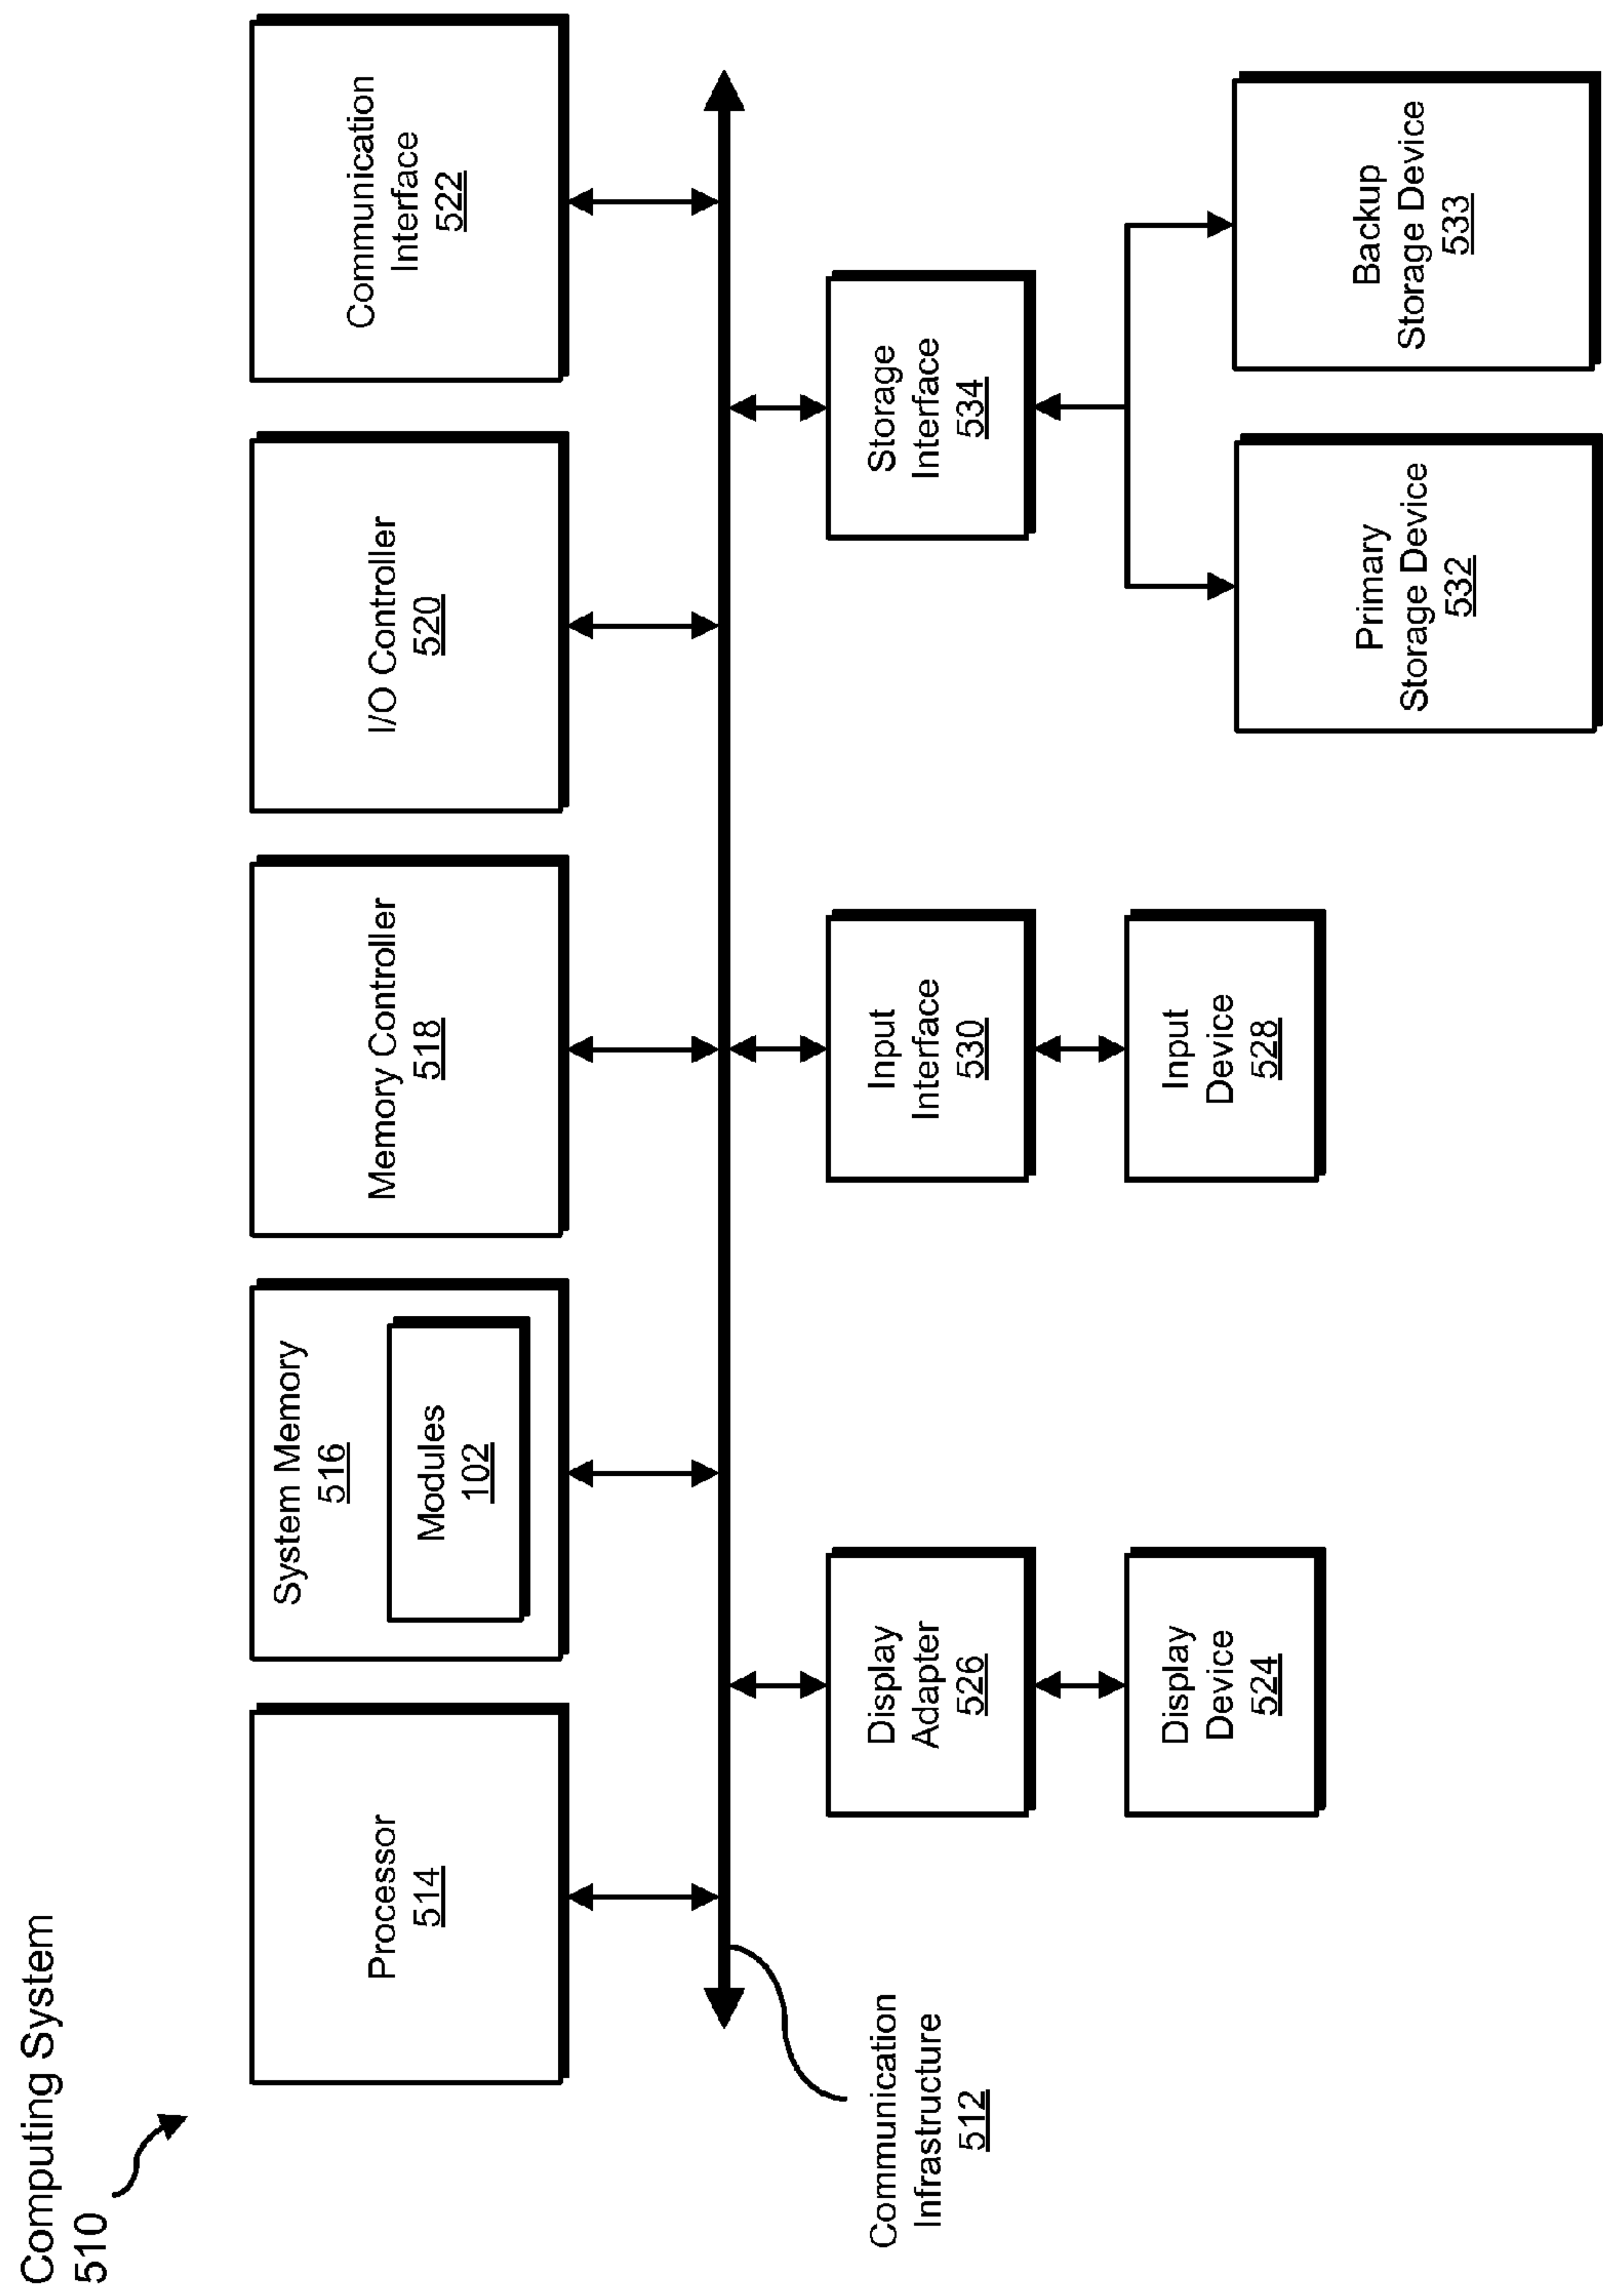 Computing System
510
Processor
514
System Memory
516
Modules
102
Memory Controller
518
I/O Controller
520
Communication
Interface
522
Communication
Infrastructure
512
Display
Adapter
526
Input
Interface
530
Storage
Interface
534
Display
Device
524
Input
Device
528
Primary
Storage Device
532
Backup
Storage Device
533